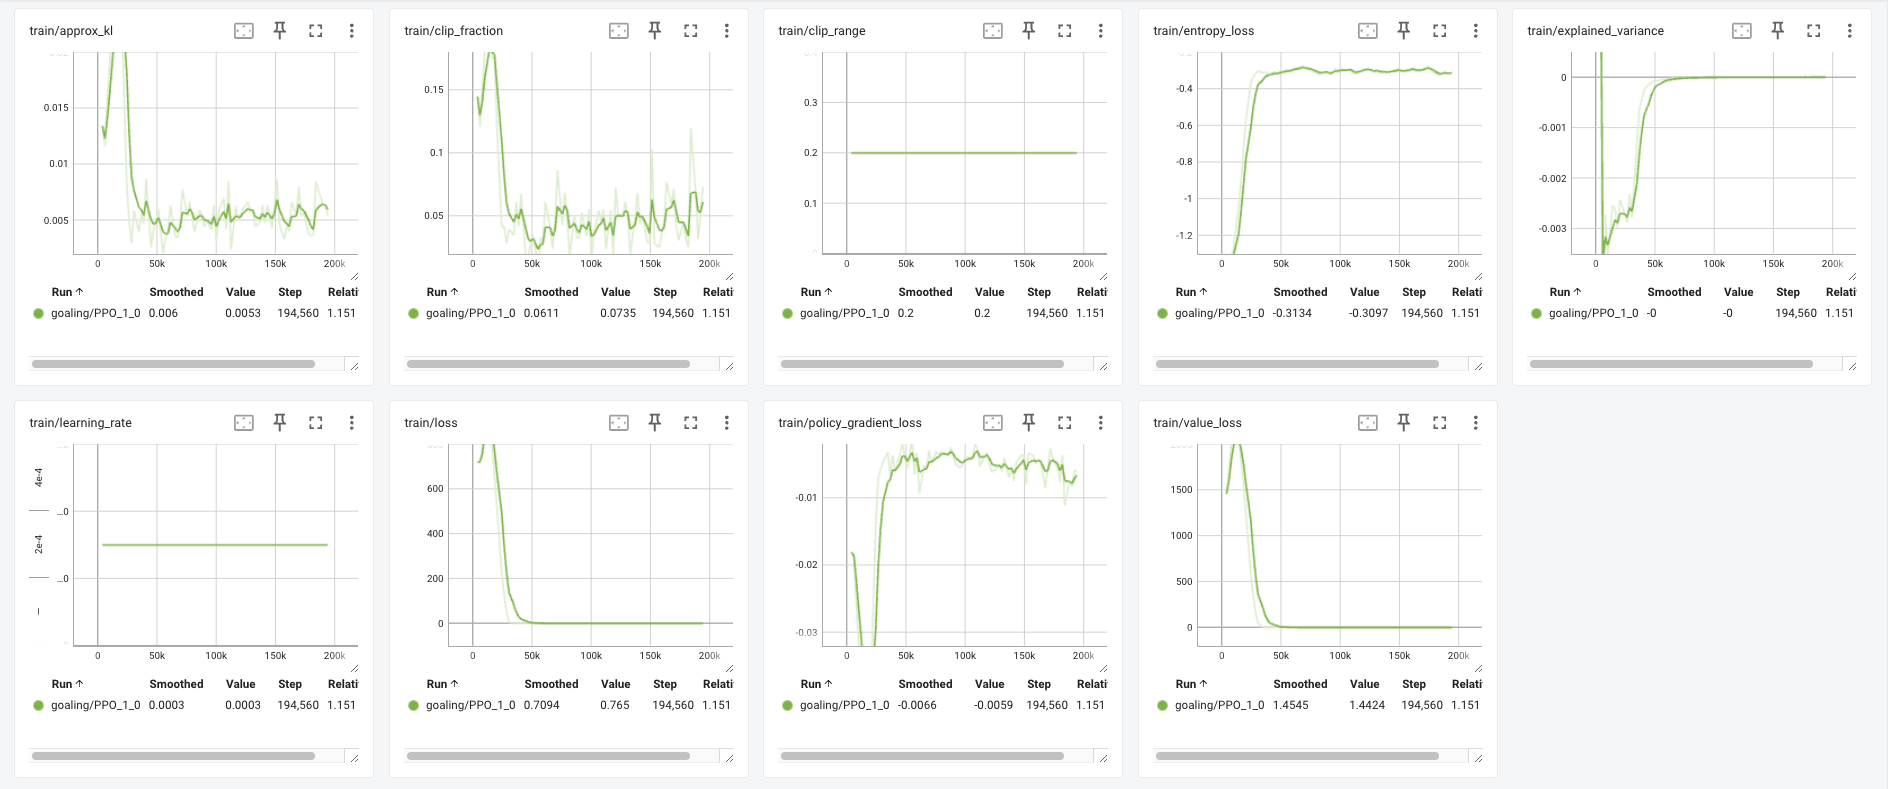 train/approx_kl
0.02
0.015
0.01
0.005
0 50k 100k 150k 200k
Run ↑ Smoothed Value Step Relati
goaling/PPO_1_0 0.006 0.0053 194,560 1.151
train/clip_fraction
0.15
0.1
0.05
0 50k 100k 150k 200k
Run ↑ Smoothed Value Step Relati
goaling/PPO_1_0 0.0611 0.0735 194,560 1.151
train/clip_range
0.3
0.2
0.1
0 50k 100k 150k 200k
Run ↑ Smoothed Value Step Relati
goaling/PPO_1_0 0.2 0.2 194,560 1.151
train/entropy_loss
-0.4
-0.6
-0.8
-1
-1.2
0 50k 100k 150k 200k
Run ↑ Smoothed Value Step Relati
goaling/PPO_1_0 -0.3134 -0.3097 194,560 1.151
train/explained_variance
0
-0.001
-0.002
-0.003
0 50k 100k 150k 200k
Run ↑ Smoothed Value Step Relati
goaling/PPO_1_0 -0 -0 194,560 1.151
train/learning_rate
4e-4
...0
2e-4
...0
0 50k 100k 150k 200k
Run ↑ Smoothed Value Step Relati
goaling/PPO_1_0 0.0003 0.0003 194,560 1.151
train/loss
600
400
200
0
0 50k 100k 150k 200k
Run ↑ Smoothed Value Step Relati
goaling/PPO_1_0 0.7094 0.765 194,560 1.151
train/policy_gradient_loss
-0.01
-0.02
-0.03
0 50k 100k 150k 200k
Run ↑ Smoothed Value Step Relati
goaling/PPO_1_0 -0.0066 -0.0059 194,560 1.151
train/value_loss
1500
1000
500
0
0 50k 100k 150k 200k
Run ↑ Smoothed Value Step Relati
goaling/PPO_1_0 1.4545 1.4424 194,560 1.151